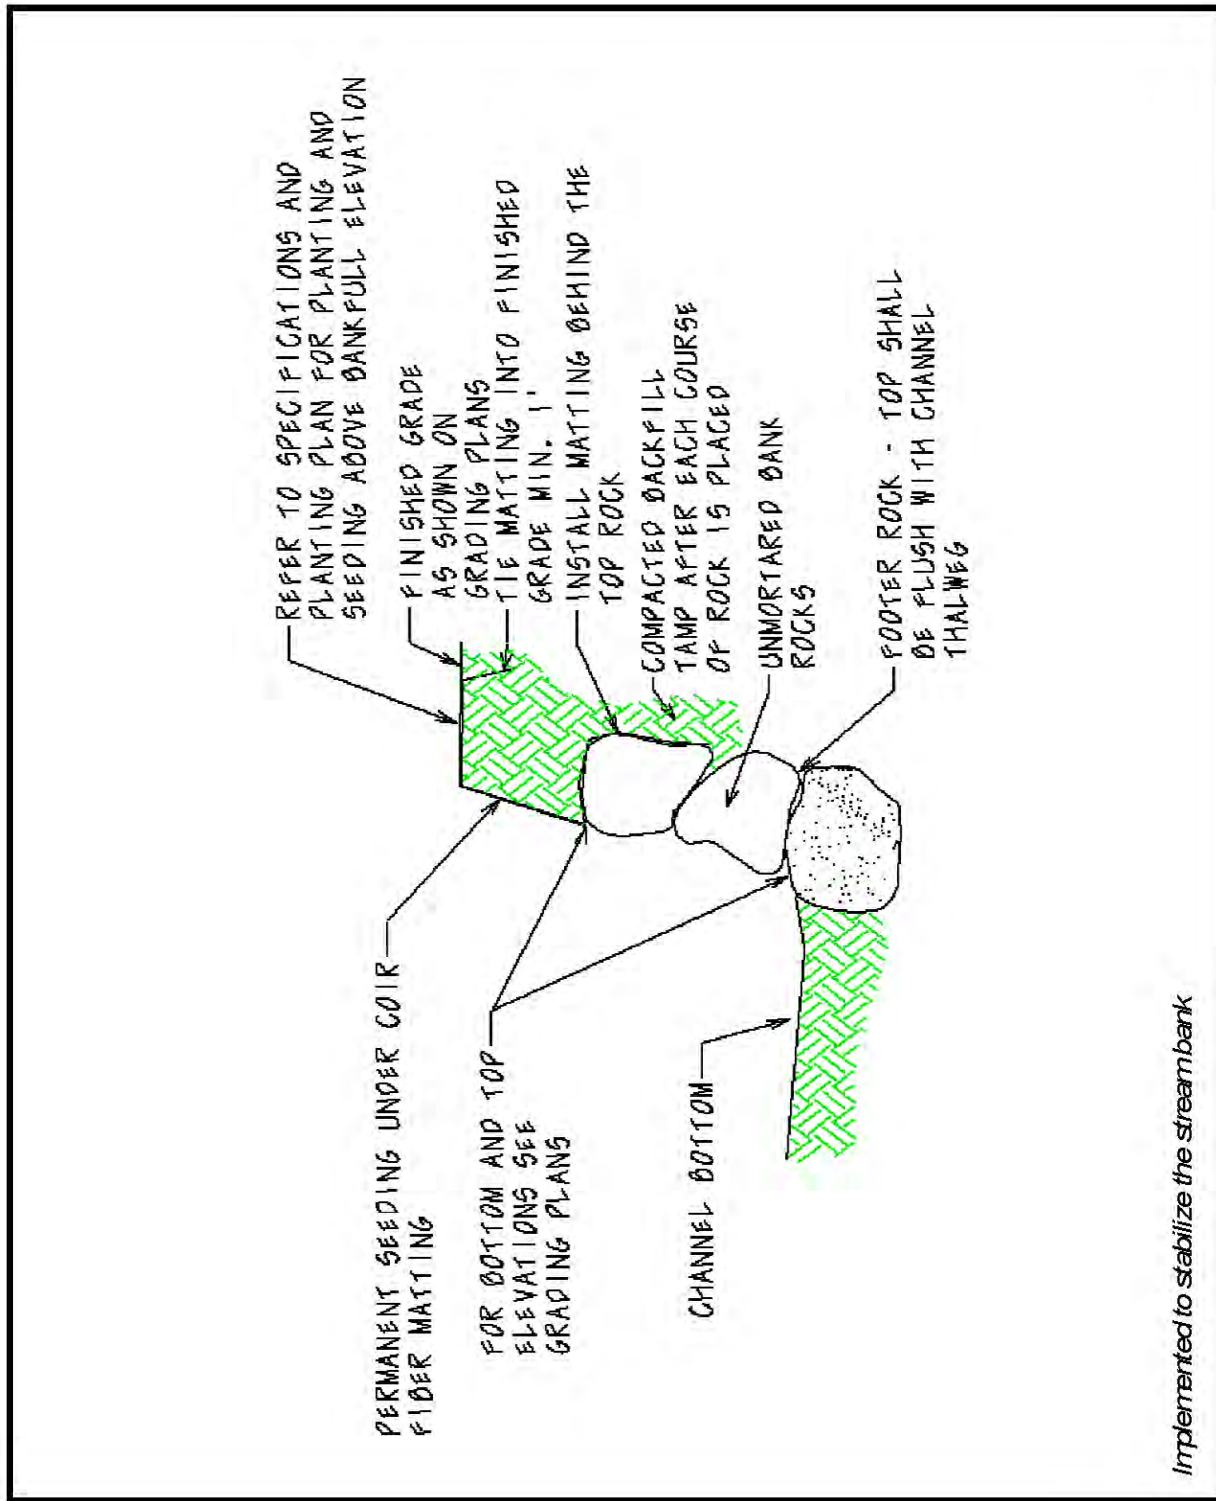 REFER TO SPECIFICATIONS AND
PLANTING PLAN FOR PLANTING AND
SEEDING ABOVE BANKFULL ELEVATION
FINISHED GRADE
AS SHOWN ON
GRADING PLANS
TIE MATTING INTO FINISHED
GRADE MIN. 1'
INSTALL MATTING BEHIND THE
TOP ROCK
COMPACTED BACKFILL
TAMP AFTER EACH COURSE
OF ROCK IS PLACED
UNMORTARED BANK
ROCKS
FOOTER ROCK - TOP SHALL
BE FLUSH WITH CHANNEL
THALWEG
PERMANENT SEEDING UNDER COIR
FIBER MATTING
FOR BOTTOM AND TOP
ELEVATIONS SEE
GRADING PLANS
CHANNEL BOTTOM
Implemented to stabilize the streambank